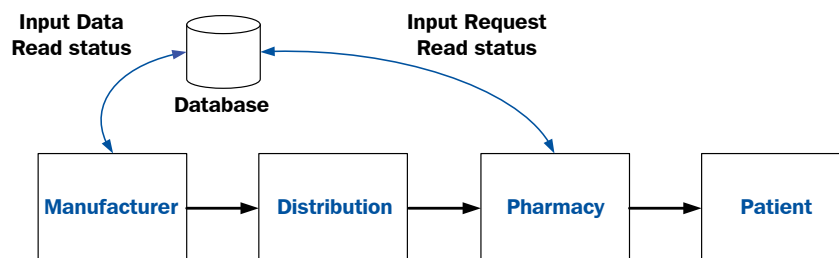 Input Data
Read status
Input Request
Read status
Database
Manufacturer
Distribution
Pharmacy
Patient